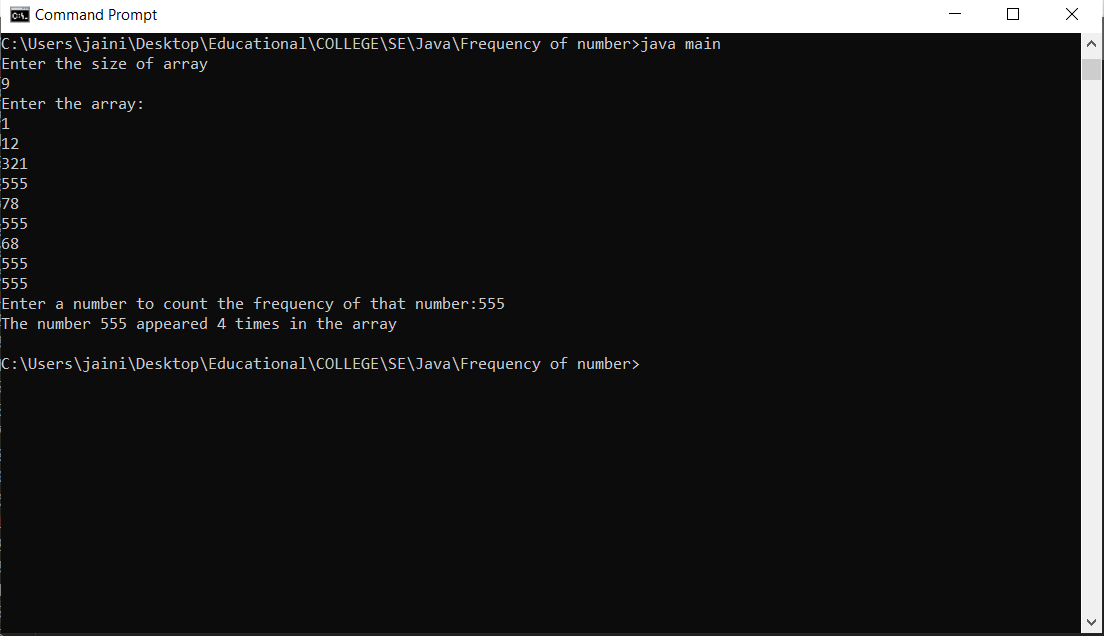 Command Prompt
C:\Users\jaini\Desktop\Educational\COLLEGE\SE\Java\Frequency of number>java main
Enter the size of array
9
Enter the array:
1
12
321
555
78
555
68
555
555
Enter a number to count the frequency of that number:555
The number 555 appeared 4 times in the array
C:\Users\jaini\Desktop\Educational\COLLEGE\SE\Java\Frequency of number>